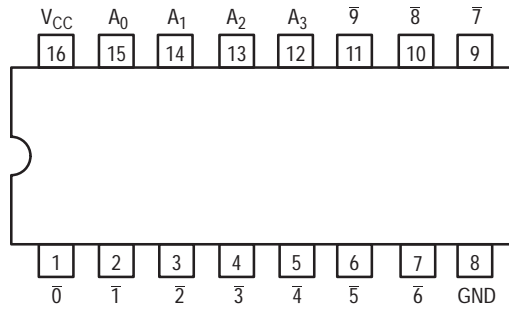 V_CC A₀ A₁ A₂ A₃ 9̅ 8̅ 7̅
16 15 14 13 12 11 10 9
1 2 3 4 5 6 7 8
0̅ 1̅ 2̅ 3̅ 4̅ 5̅ 6̅ GND